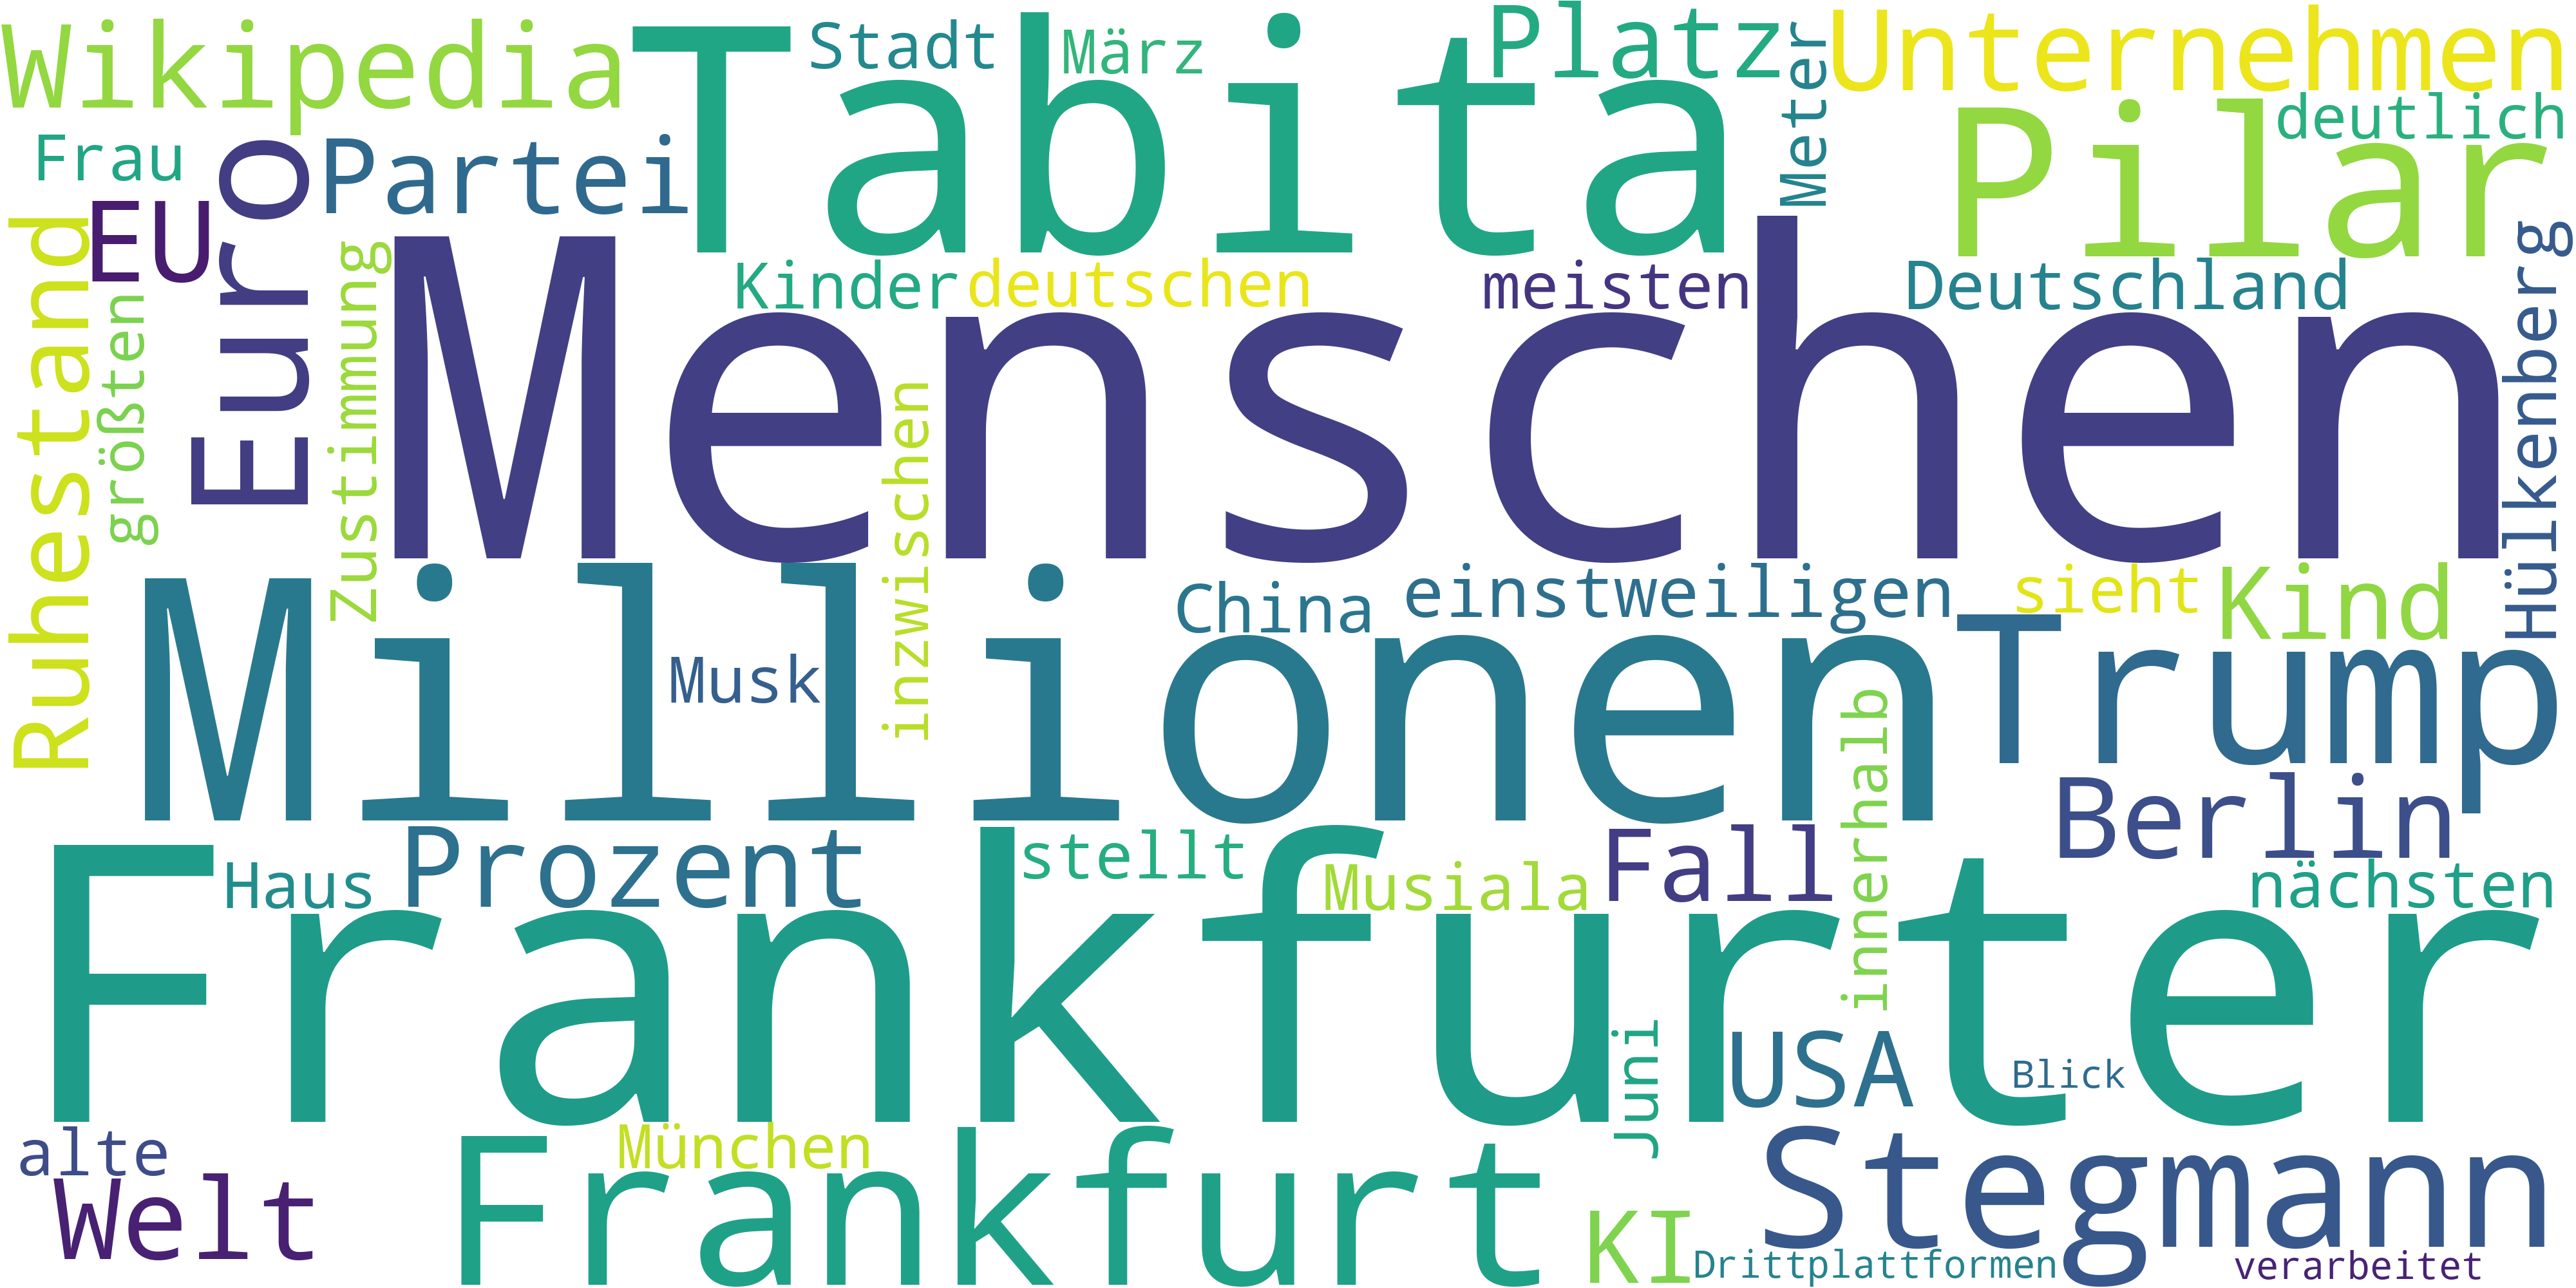 Wikipedia
Tabita
Stadt
März
Platz
Meter
Unternehmen
Frau
Euro
Partei
Pilar
deutlich
EU
Ruhestand
größten
Zustimmung
Menschen
Kinder
deutschen
meisten
Deutschland
Hülkenberg
inzwischen
Millionen
China
einstweiligen
sieht
Kind
Trump
Musk
innerhalb
Berlin
Frankfurter
Haus
Prozent
stellt
Musiala
Fall
nächsten
Juni
USA
Blick
alte
München
Welt
Frankfurt
Stegmann
KI
Drittplattformen
verarbeitet